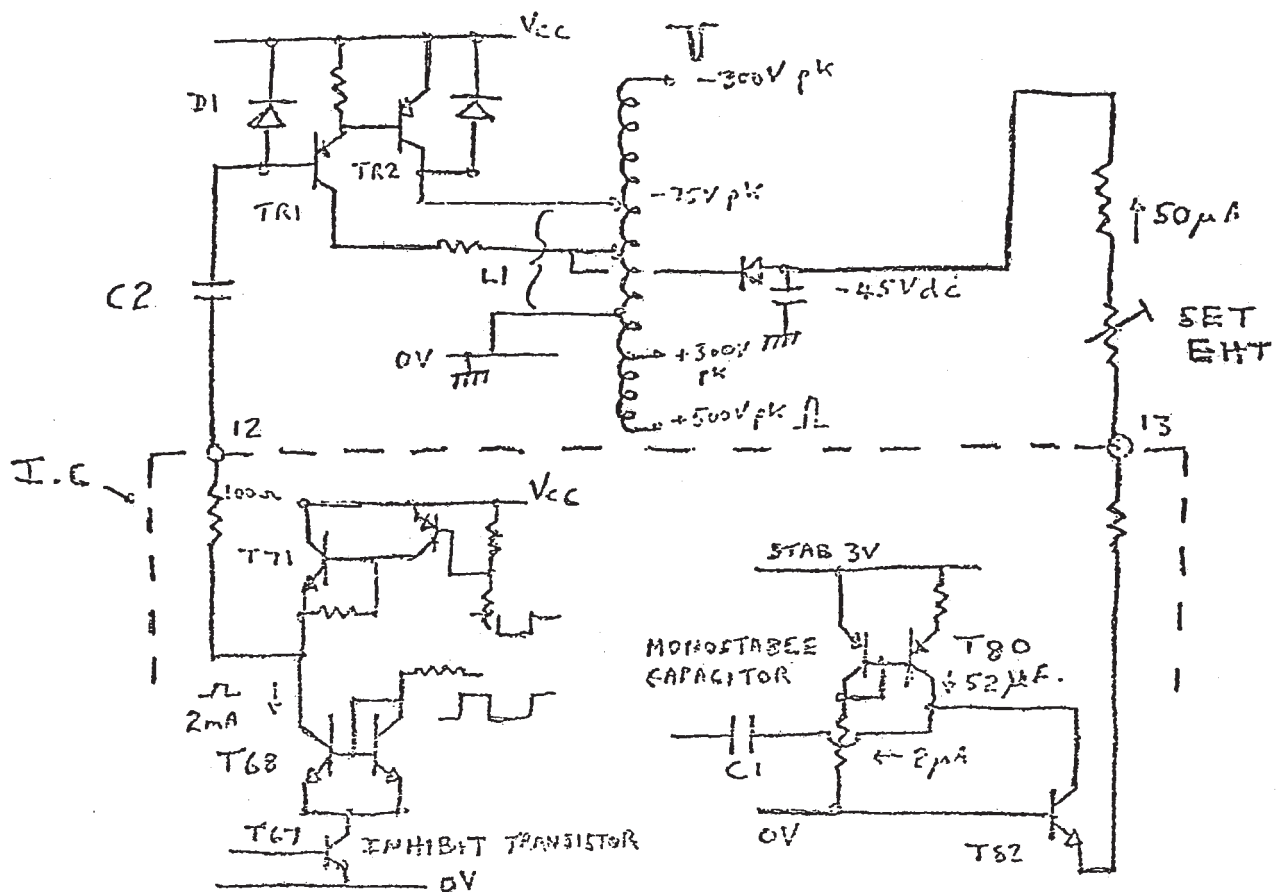 Vcc
-300V pK
D1
TR2
TR1
-75V pK
50µA
L1
C2
-45Vdc
SET
EHT
0V
+300V
pK
+500V pK
12
13
I.C
100Ω
Vcc
T71
STAB 3V
MONOSTABEE
CAPACITOR
T80
52µF.
2mA
T68
C1
2µA
T67
INHIBIT TRANSISTOR
0V
T82
0V